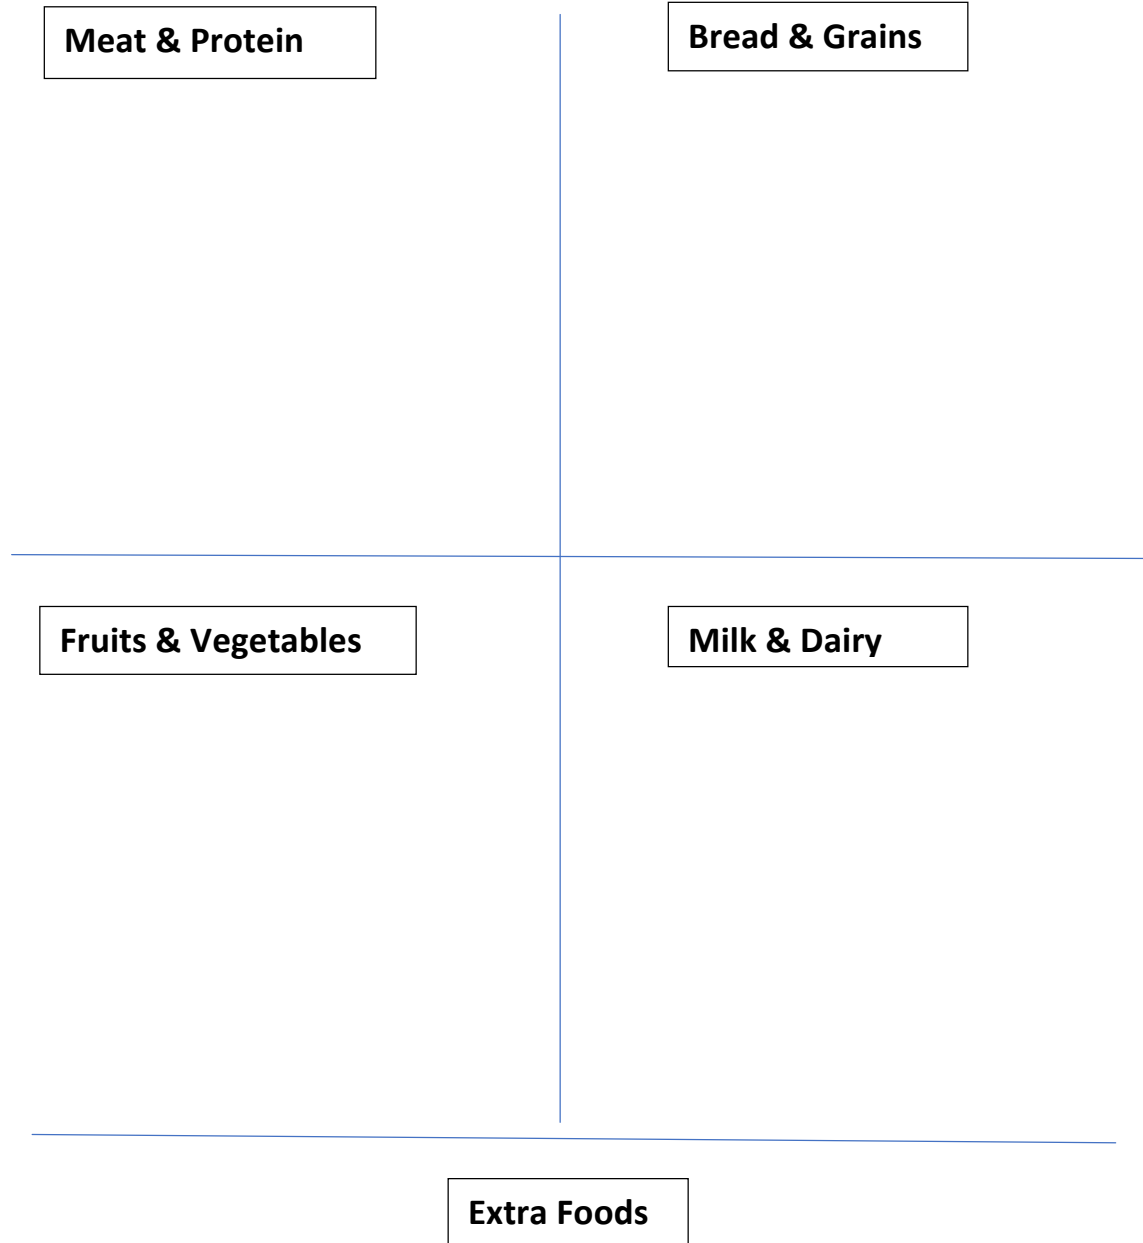 Meat & Protein
Bread & Grains
Fruits & Vegetables
Milk & Dairy
Extra Foods